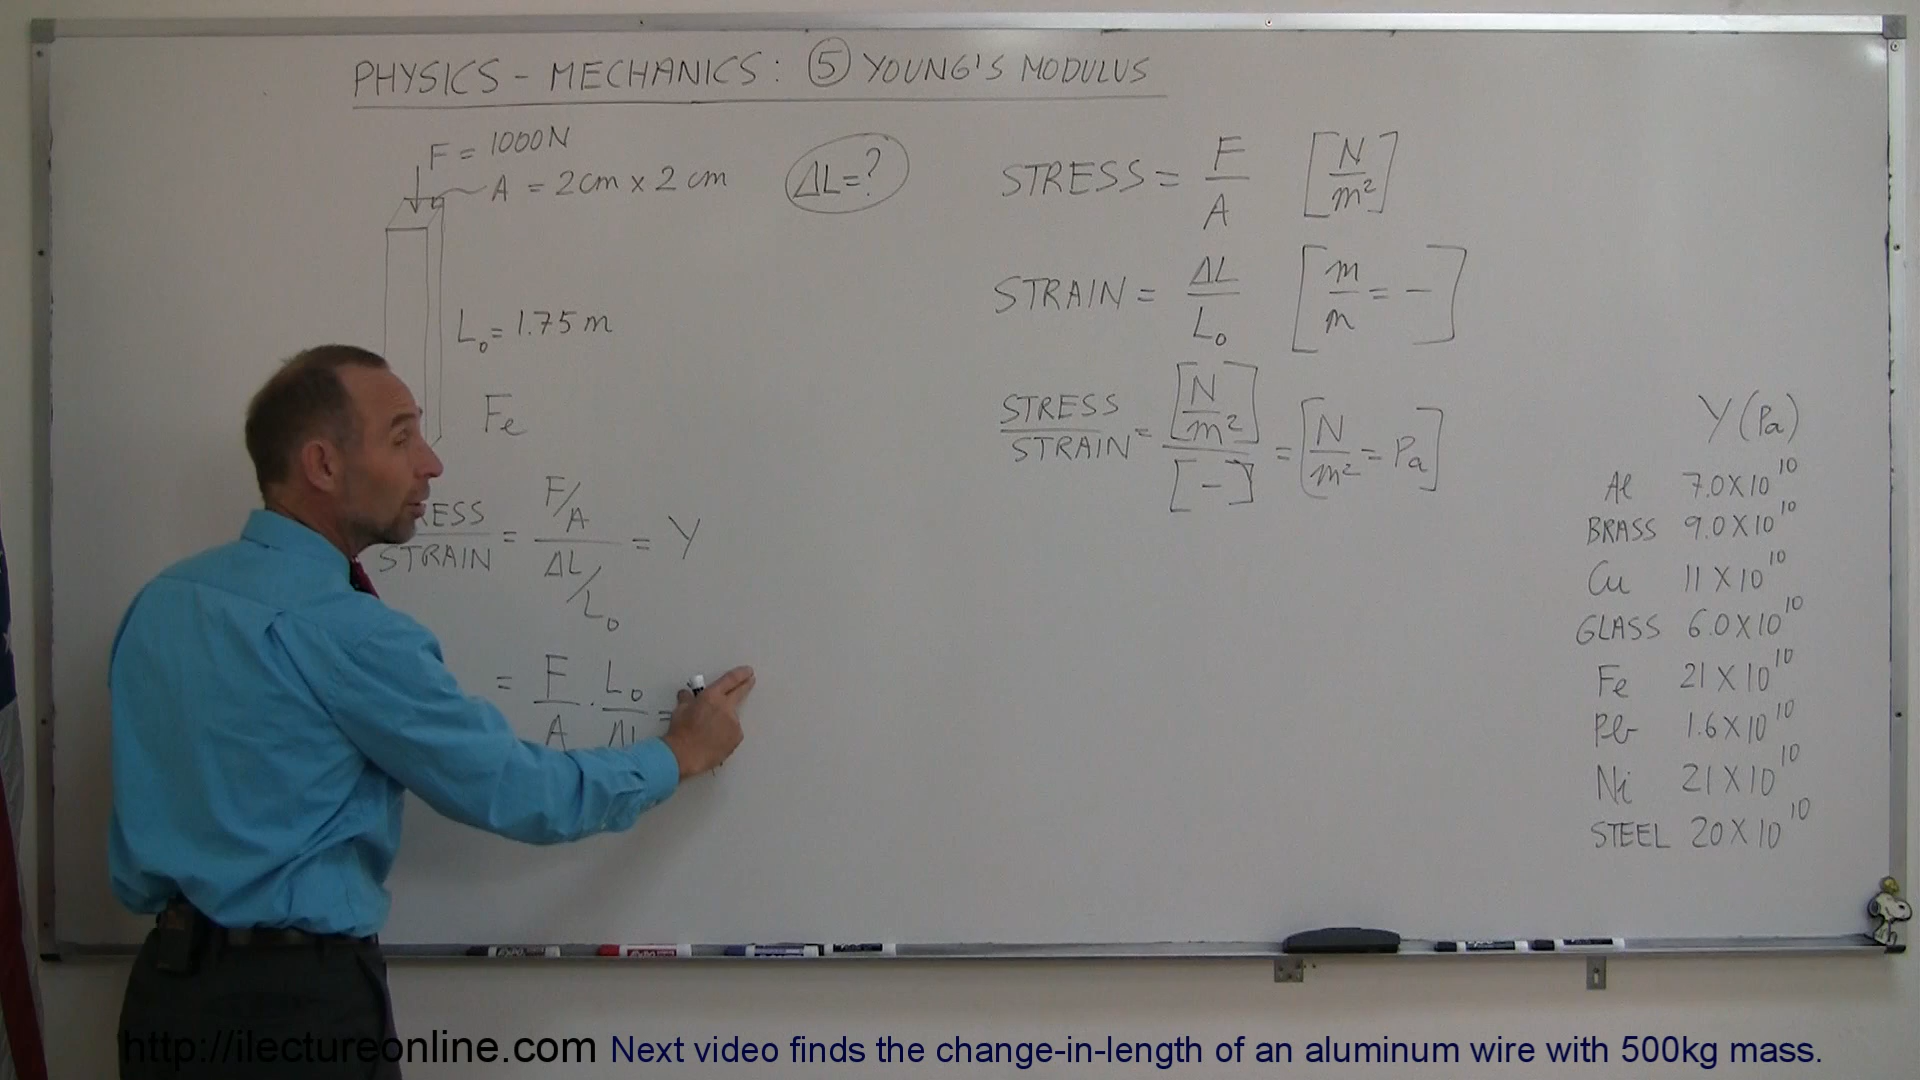 PHYSICS - MECHANICS: ⑤ YOUNG'S MODULUS
F = 1000N
A = 2cm x 2cm
ΔL=?
L₀= 1.75 m
Fe
STRAIN = F/A / ΔL/L₀ = Y
= F/A · L₀/ΔL =
STRESS = F/A [N/m²]
STRAIN = ΔL/L₀ [m/m = -]
STRESS/STRAIN = [N/m²]/[-] = [N/m² = Pa]
Y (Pa)
Al 7.0 X 10¹⁰
BRASS 9.0 X 10¹⁰
Cu 11 X 10¹⁰
GLASS 6.0 X 10¹⁰
Fe 21 X 10¹⁰
Pb 1.6 X 10¹⁰
Ni 21 X 10¹⁰
STEEL 20 X 10¹⁰
http://ilectureonline.com Next video finds the change-in-length of an aluminum wire with 500kg mass.